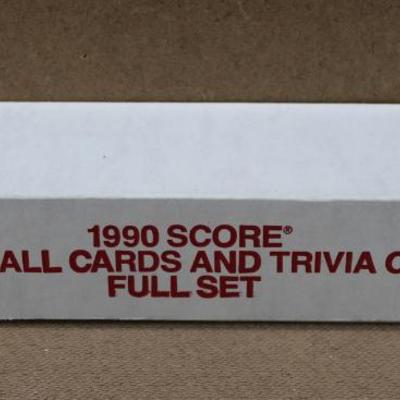 1990 SCORE®
ALL CARDS AND TRIVIA C
FULL SET